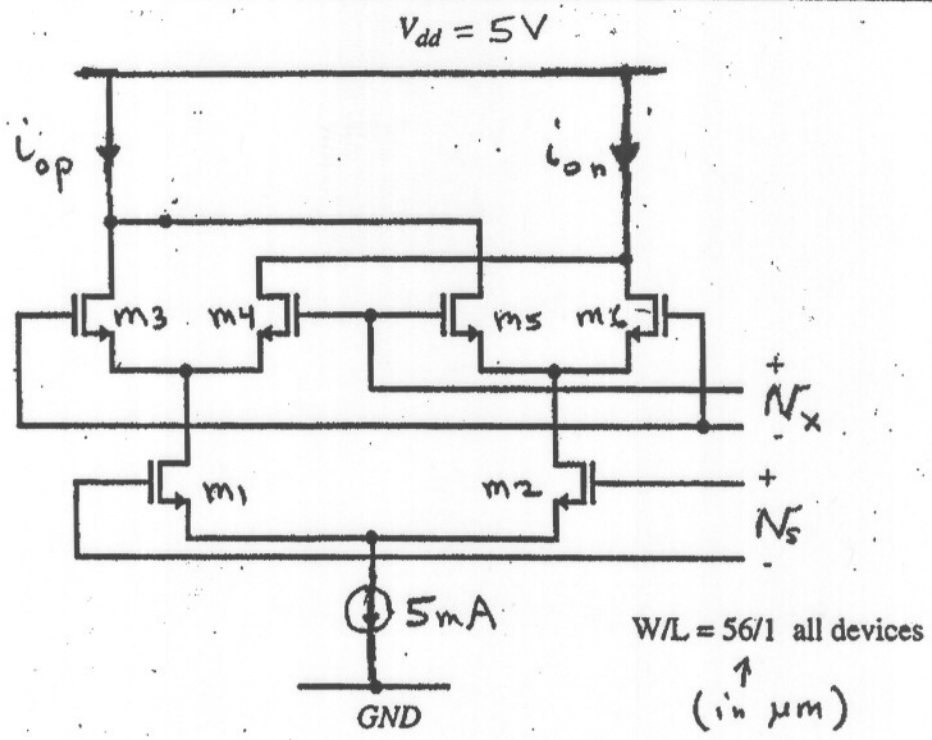 V_dd = 5V
i_op
i_on
m3
m4
m5
m6
+
V_x
-
m1
m2
+
V_s
-
5mA
W/L = 56/1 all devices
↑
(in μm)
GND